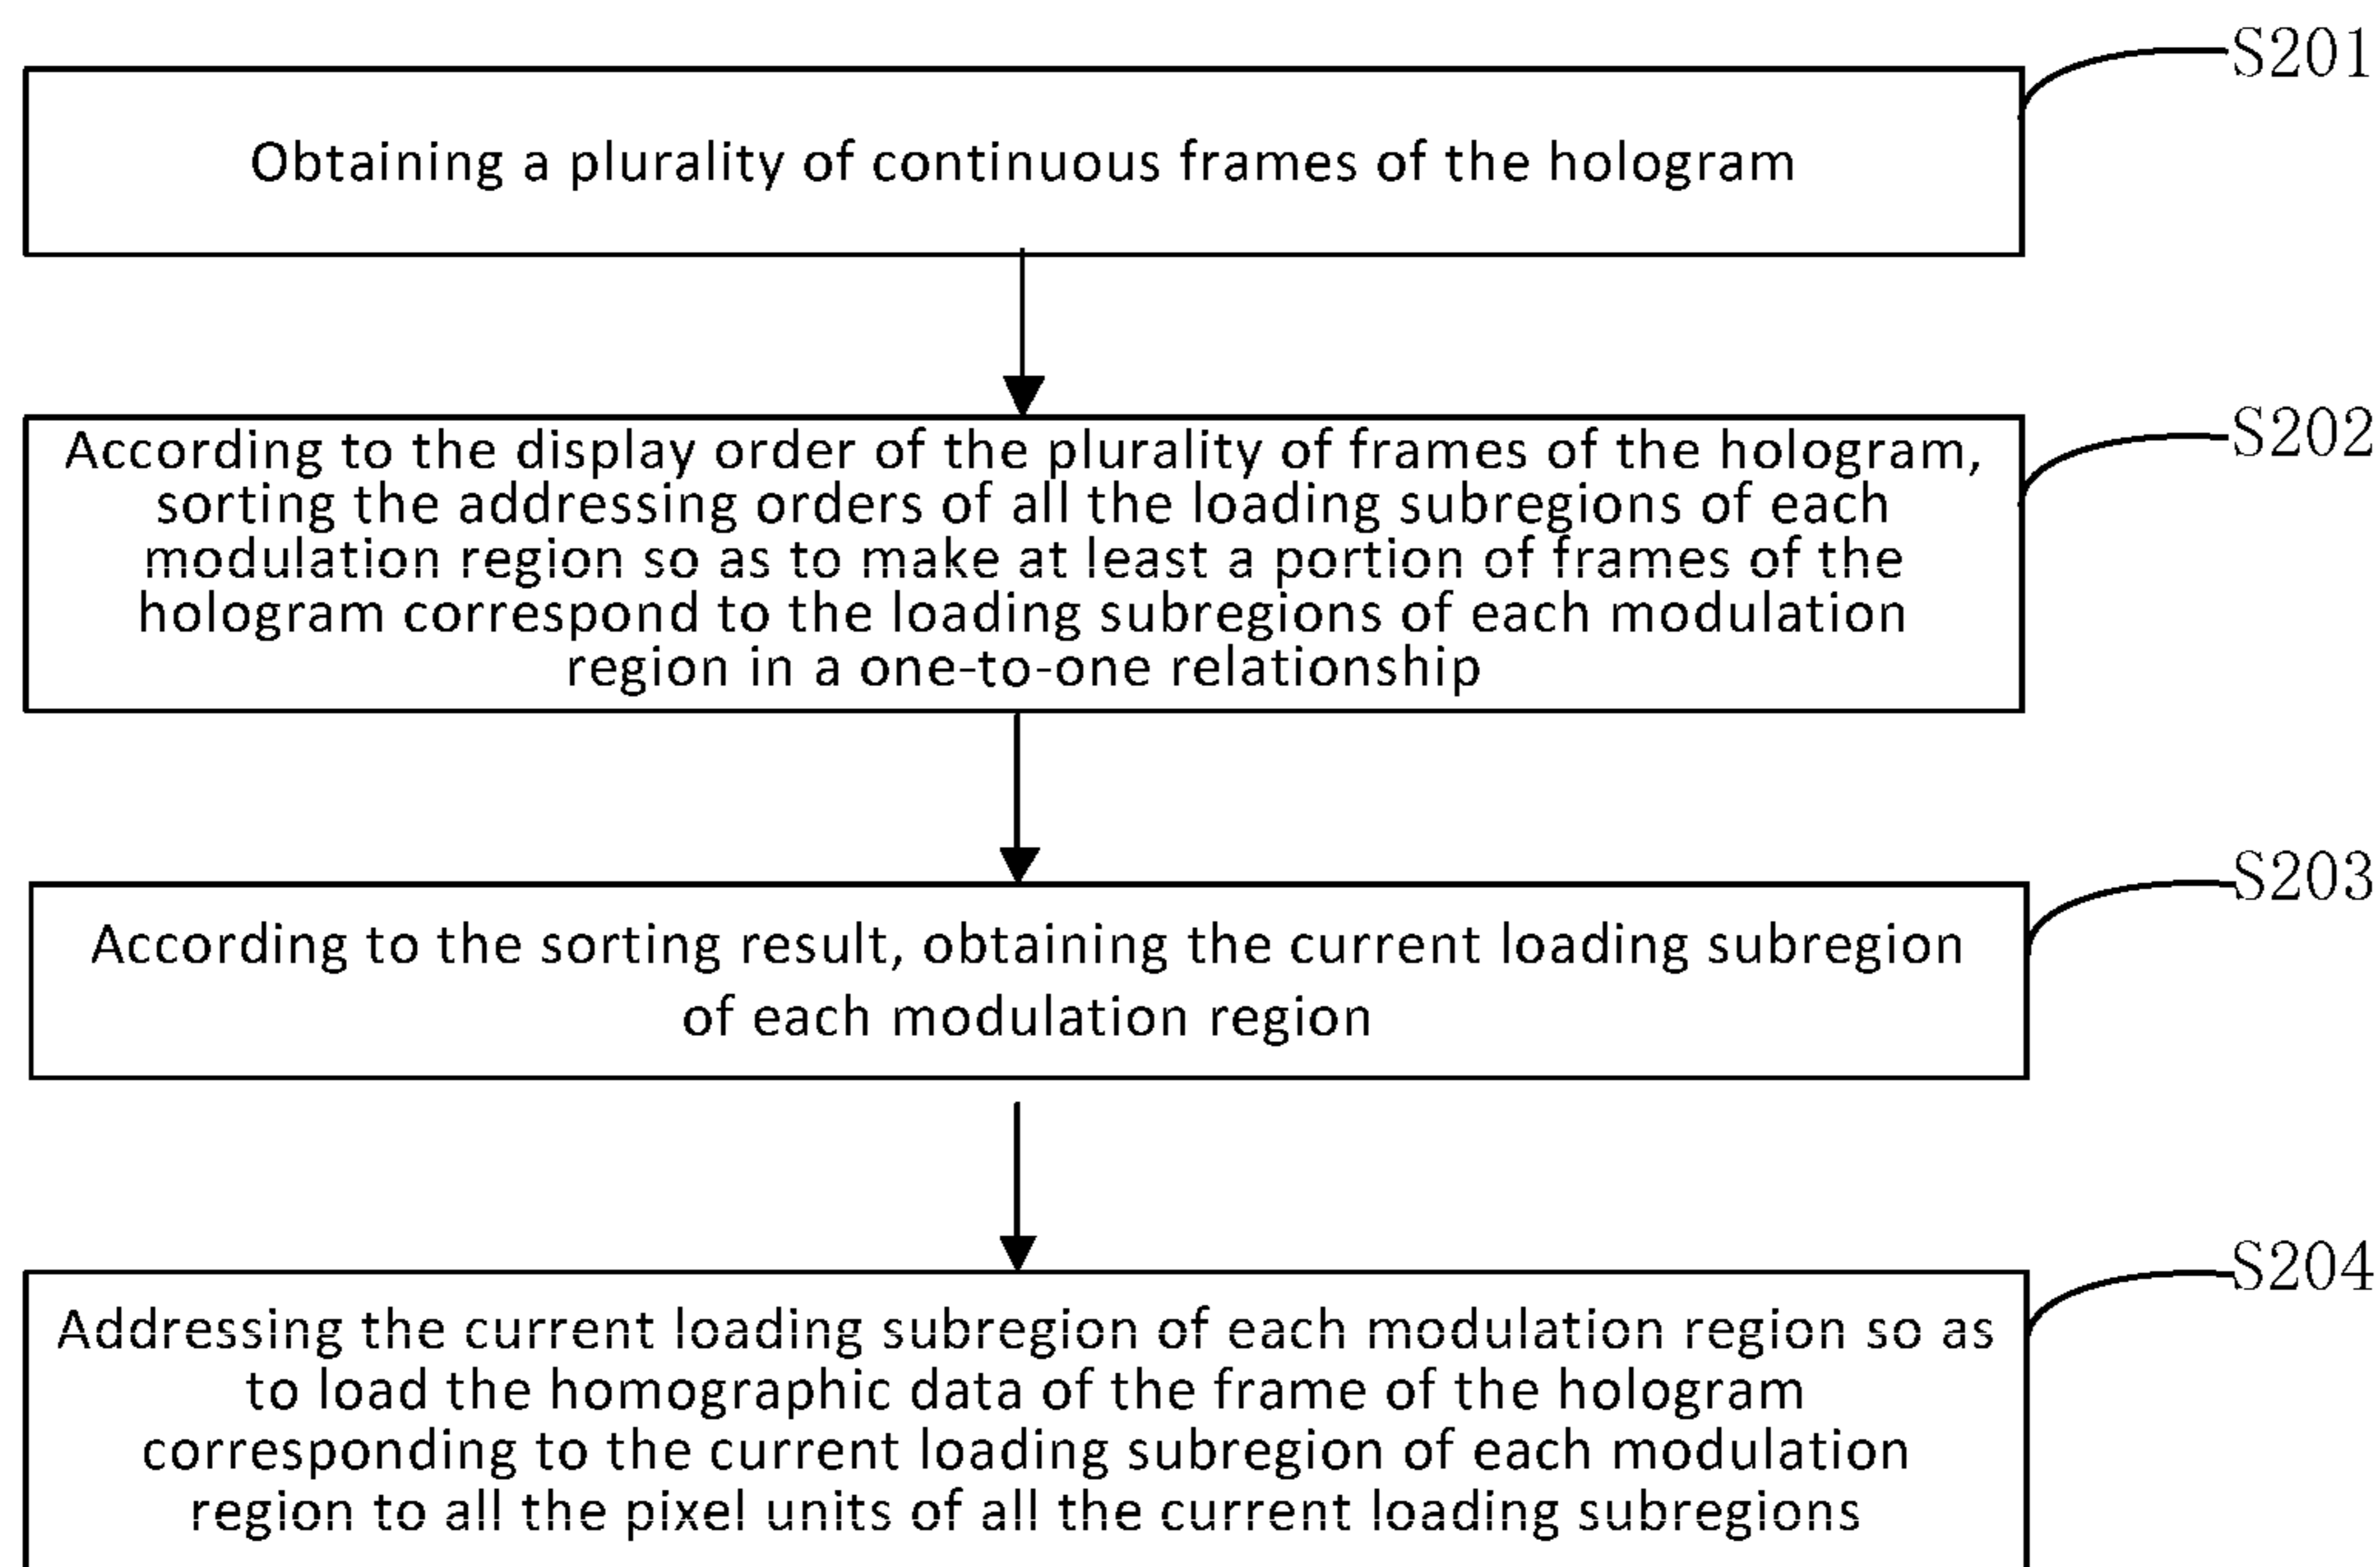 S201
Obtaining a plurality of continuous frames of the hologram
S202
According to the display order of the plurality of frames of the hologram,
sorting the addressing orders of all the loading subregions of each
modulation region so as to make at least a portion of frames of the
hologram correspond to the loading subregions of each modulation
region in a one-to-one relationship
S203
According to the sorting result, obtaining the current loading subregion
of each modulation region
S204
Addressing the current loading subregion of each modulation region so as
to load the homographic data of the frame of the hologram
corresponding to the current loading subregion of each modulation
region to all the pixel units of all the current loading subregions